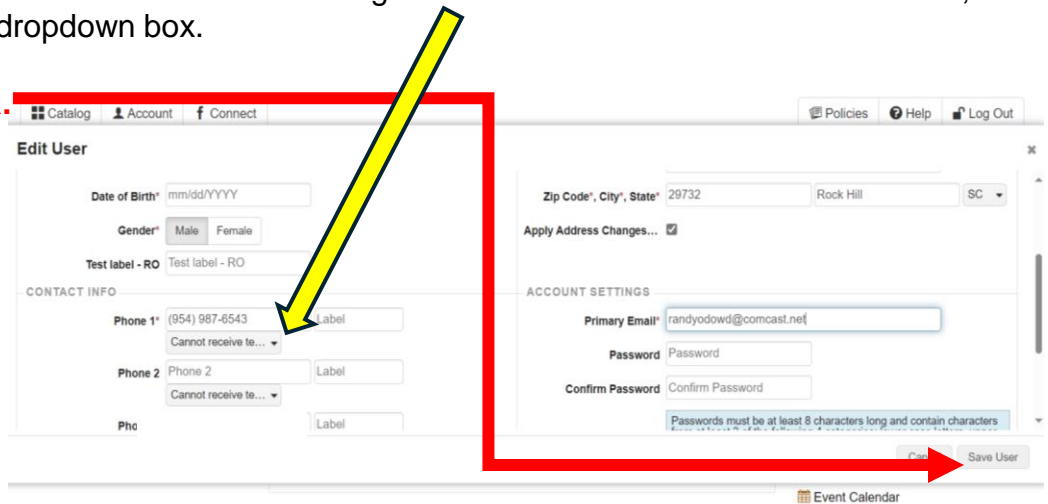 dropdown box.
Catalog Account Connect Policies Help Log Out
Edit User
Date of Birth* mm/dd/YYYY
Zip Code*, City*, State* 29732 Rock Hill SC
Gender* Male Female
Apply Address Changes...
Test label - RO Test label - RO
CONTACT INFO
ACCOUNT SETTINGS
Phone 1* (954) 987-6543 Label
Primary Email* randyodowd@comcast.net
Cannot receive te...
Password Password
Phone 2 Phone 2 Label
Cannot receive te...
Confirm Password Confirm Password
Label
Passwords must be at least 8 characters long and contain characters
Save User
Event Calendar